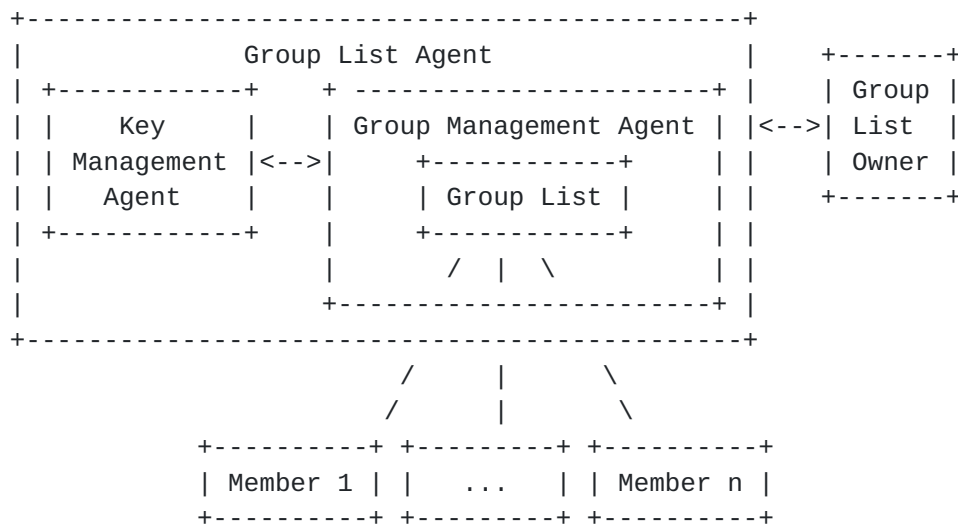 Group List Agent
Group
Key Group Management Agent <--> List
Management <--> Owner
Agent Group List
Member 1 ... Member n